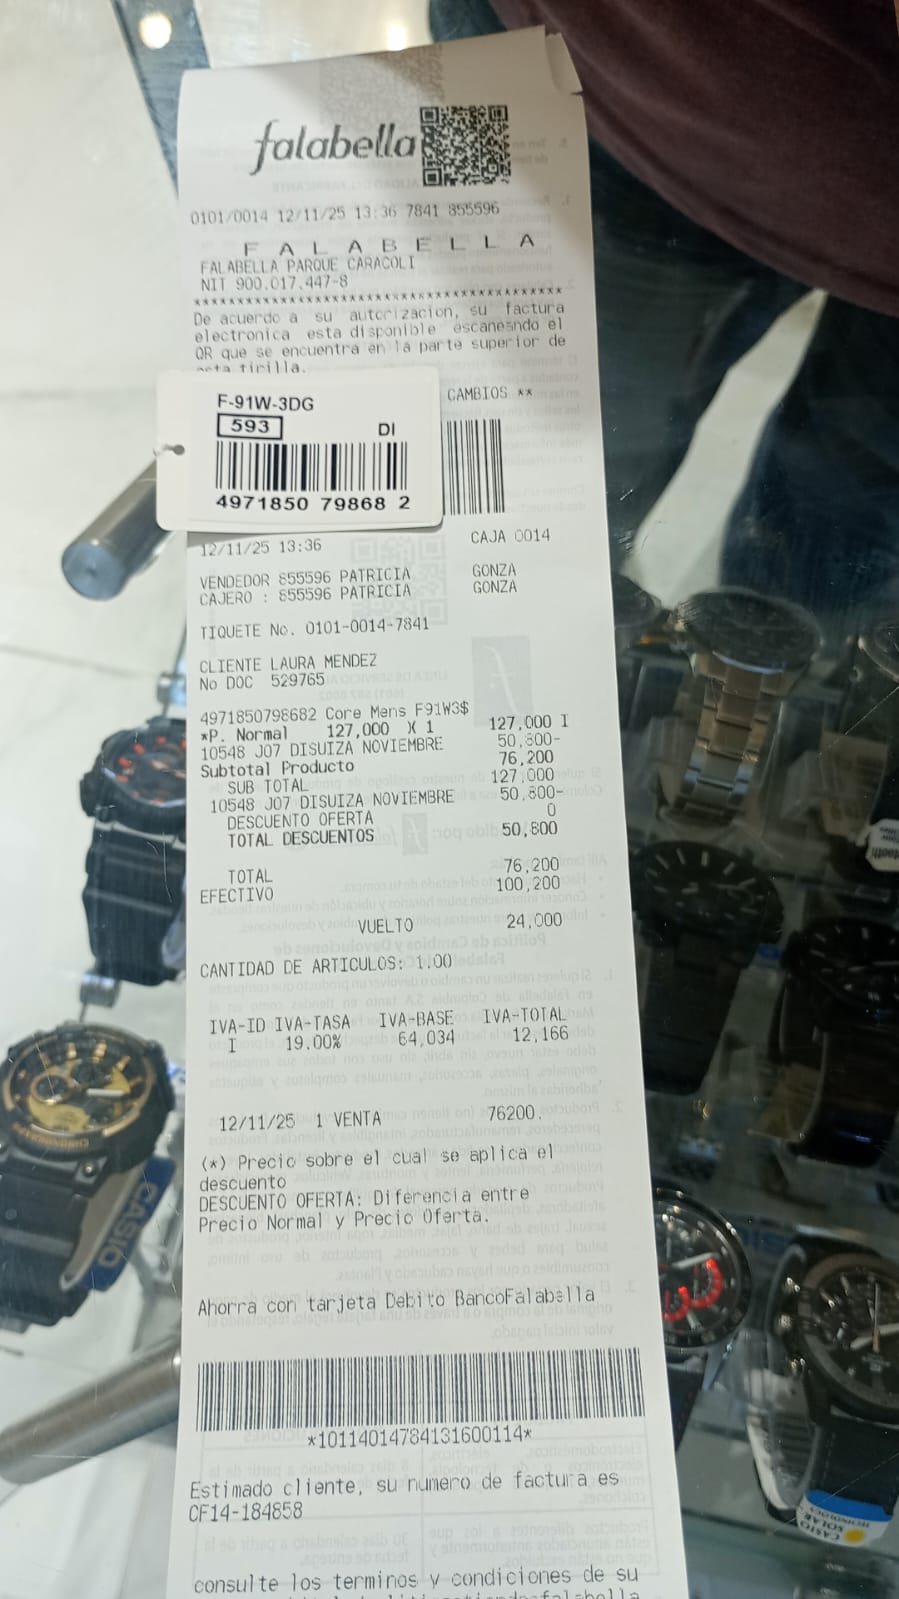 falabella
0101/0014 12/11/25 13:36 7841 855596
F A L A B E L L A
FALABELLA PARQUE CARACOLI
NIT 900.017.447-8
******************************************
De acuerdo a su autorizacion, su factura
electronica esta disponible escaneando el
QR que se encuentra en la parte superior de
esta tirilla.
CAMBIOS **
F-91W-3DG
593 DI
4971850 79868 2
12/11/25 13:36 CAJA 0014
VENDEDOR 855596 PATRICIA GONZA
CAJERO : 855596 PATRICIA GONZA
TIQUETE No. 0101-0014-7841
CLIENTE LAURA MENDEZ
No DOC 529765
4971850798682 Core Mens F91W3$ 127,000 I
*P. Normal 127,000 X 1
10548 J07 DISUIZA NOVIEMBRE 50,800-
Subtotal Producto 76,200
SUB TOTAL 127,000
10548 J07 DISUIZA NOVIEMBRE 50,800-
DESCUENTO OFERTA 0
TOTAL DESCUENTOS 50,800
TOTAL 76,200
EFECTIVO 100,200
VUELTO 24,000
CANTIDAD DE ARTICULOS: 1.00
IVA-ID IVA-TASA IVA-BASE IVA-TOTAL
I 19.00% 64,034 12,166
12/11/25 1 VENTA 76200.
(*) Precio sobre el cual se aplica el
descuento
DESCUENTO OFERTA: Diferencia entre
Precio Normal y Precio Oferta.
Ahorra con tarjeta Debito BancoFalabella
*10114014784131600114*
Estimado cliente, su numero de factura es
CF14-184858
consulte los terminos y condiciones de su
CASIO
CASIO
SOLAR